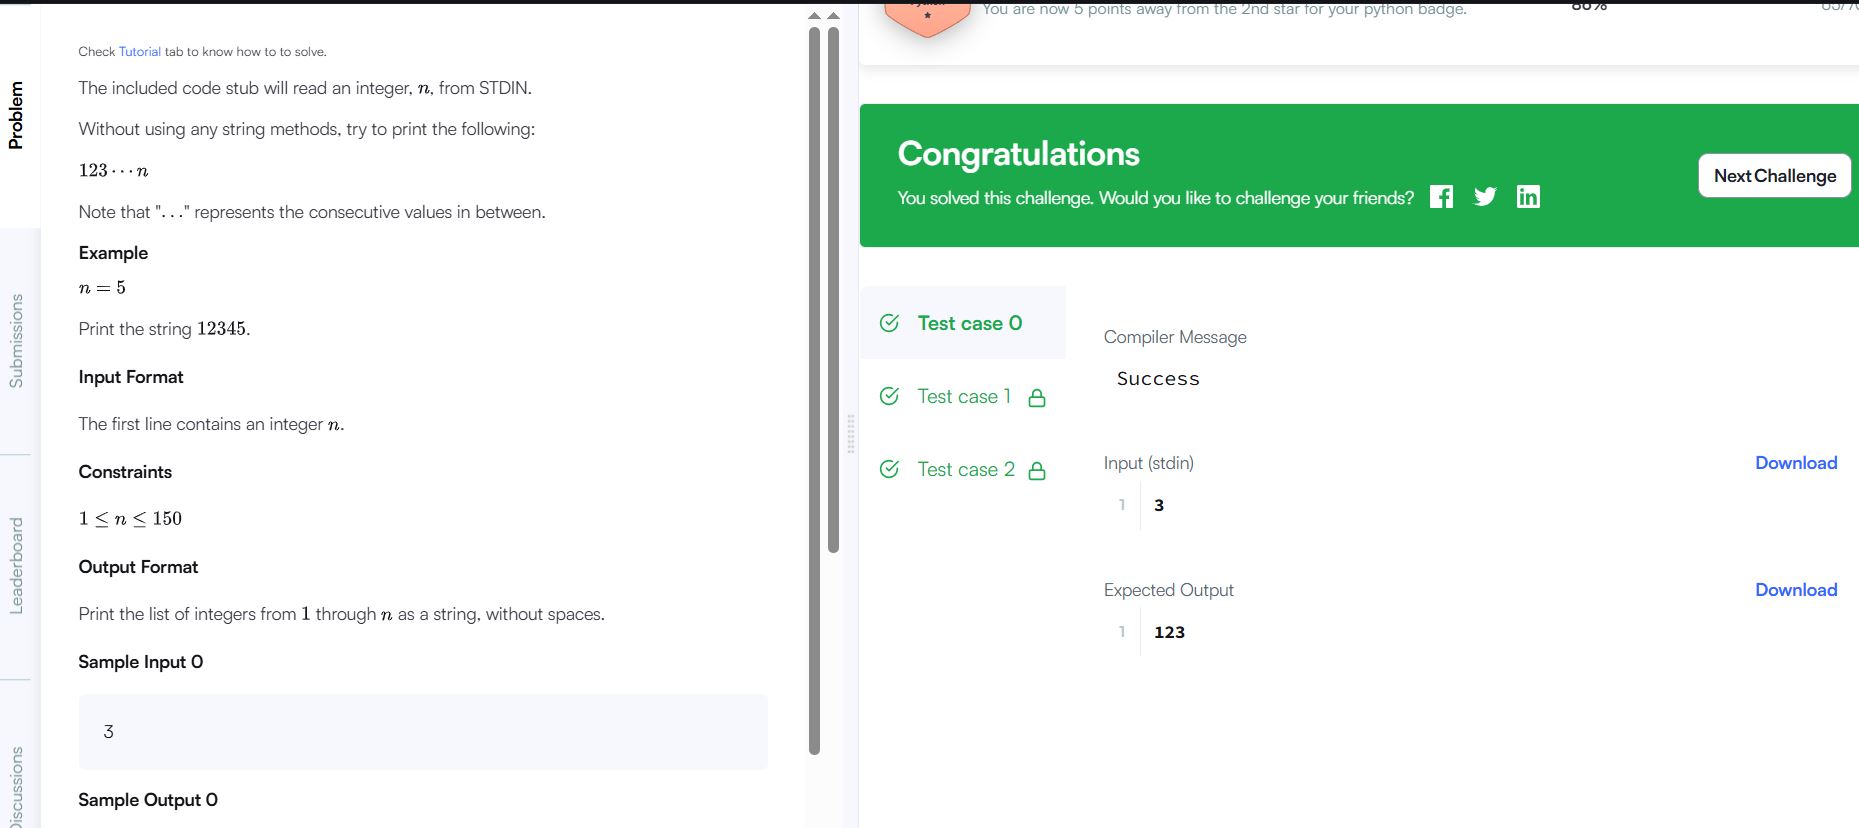 Problem
Submissions
Leaderboard
Discussions
Check Tutorial tab to know how to to solve.
The included code stub will read an integer, n, from STDIN.
Without using any string methods, try to print the following:
123 · · · n
Note that ". . ." represents the consecutive values in between.
Example
n = 5
Print the string 12345.
Input Format
The first line contains an integer n.
Constraints
1 ≤ n ≤ 150
Output Format
Print the list of integers from 1 through n as a string, without spaces.
Sample Input 0
3
Sample Output 0
You are now 5 points away from the 2nd star for your python badge.
86%
Congratulations
You solved this challenge. Would you like to challenge your friends?
Next Challenge
Test case 0
Test case 1
Test case 2
Compiler Message
Success
Input (stdin)
Download
1
3
Expected Output
Download
1
123